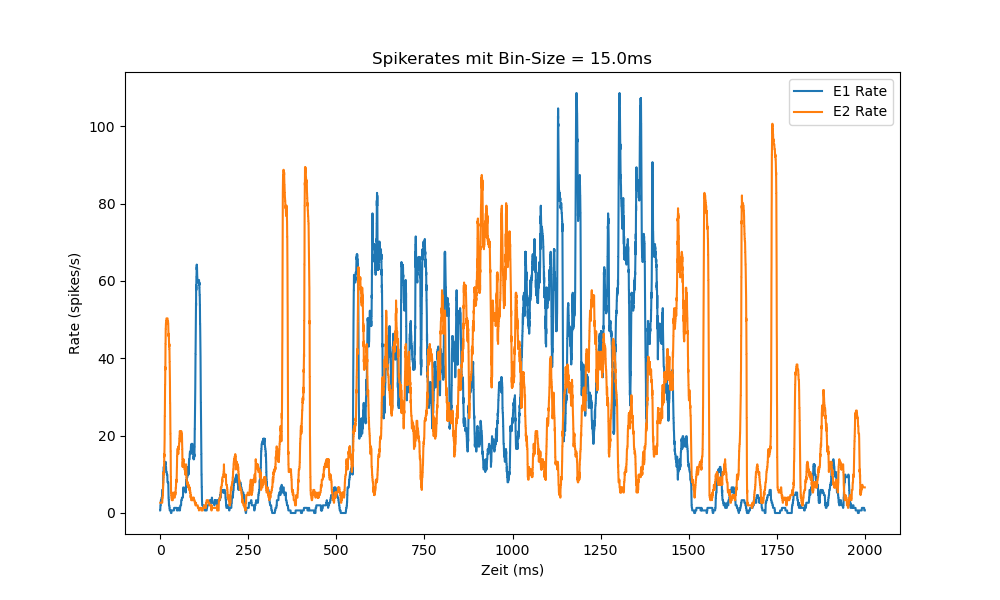 Spikerates mit Bin-Size = 15.0ms
E1 Rate
E2 Rate
Rate (spikes/s)
100
80
60
40
20
0
0 250 500 750 1000 1250 1500 1750 2000
Zeit (ms)